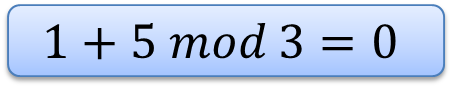 1 + 5 mod 3 = 0